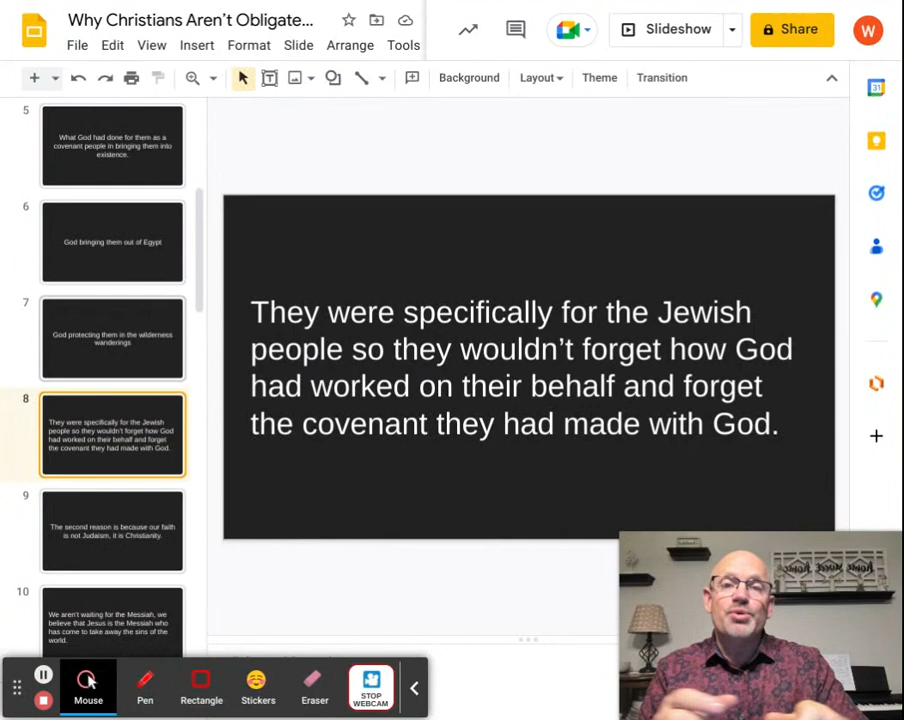 Why Christians Aren't Obligate...
File Edit View Insert Format Slide Arrange Tools
Slideshow
Share
W
Background Layout Theme Transition
31
5
What God had done for them as a
covenant people in bringing them into
existence.
6
God bringing them out of Egypt
7
God protecting them in the wilderness
wanderings
8
They were specifically for the Jewish
people so they wouldn't forget how God
had worked on their behalf and forget
the covenant they had made with God.
9
The second reason is because our faith
is not Judaism, it is Christianity.
10
We aren't waiting for the Messiah, we
believe that Jesus is the Messiah who
has come to take away the sins of the
world.
They were specifically for the Jewish
people so they wouldn't forget how God
had worked on their behalf and forget
the covenant they had made with God.
Mouse Pen Rectangle Stickers Eraser STOP
WEBCAM